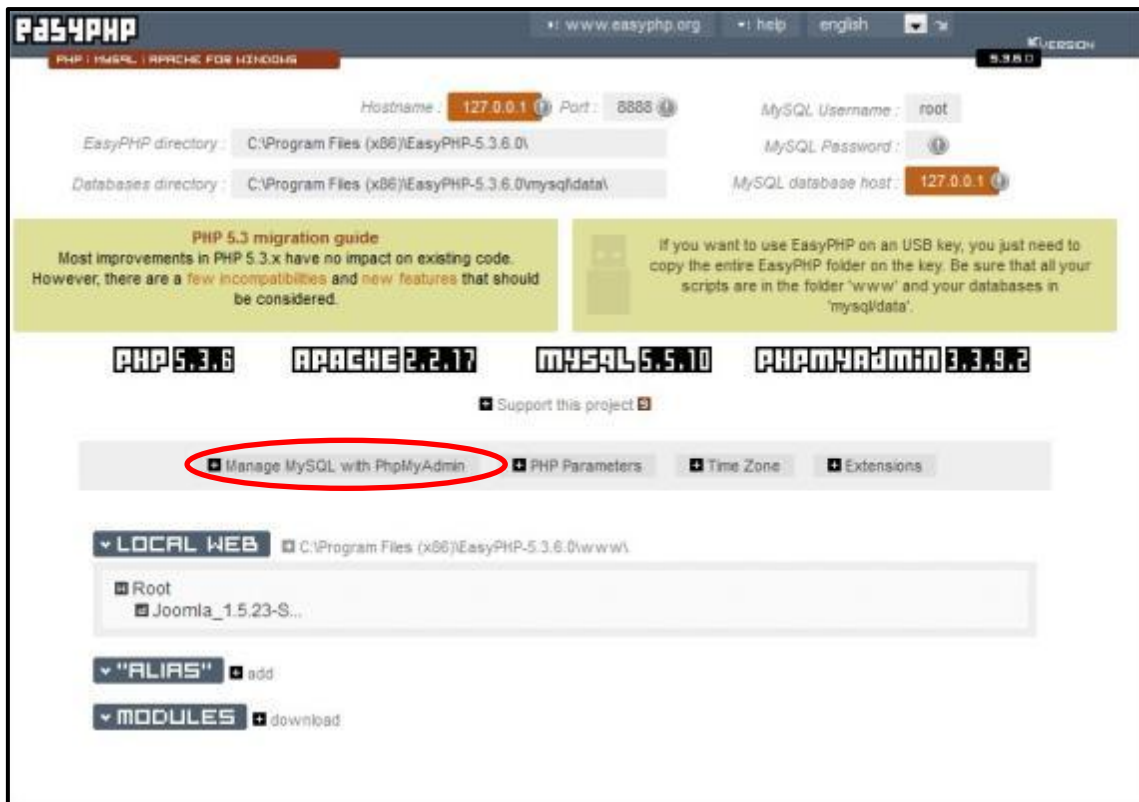 EasyPHP
www.easyphp.org
help
english
VERSION
PHP | MYSQL | APACHE FOR WINDOWS
5.3.6.0
Hostname : 127.0.0.1 Port : 8888
MySQL Username : root
EasyPHP directory : C:\Program Files (x86)\EasyPHP-5.3.6.0\
MySQL Password :
Databases directory : C:\Program Files (x86)\EasyPHP-5.3.6.0\mysql\data\
MySQL database host : 127.0.0.1
PHP 5.3 migration guide
Most improvements in PHP 5.3.x have no impact on existing code.
However, there are a few incompatibilities and new features that should
be considered.
If you want to use EasyPHP on an USB key, you just need to
copy the entire EasyPHP folder on the key. Be sure that all your
scripts are in the folder 'www' and your databases in
'mysql/data'.
PHP 5.3.6 APACHE 2.2.17 MYSQL 5.5.10 PHPMYADMIN 3.3.9.2
Support this project
Manage MySQL with PhpMyAdmin PHP Parameters Time Zone Extensions
LOCAL WEB C:\Program Files (x86)\EasyPHP-5.3.6.0\www\
Root
Joomla_1.5.23-S...
"ALIAS" add
MODULES download